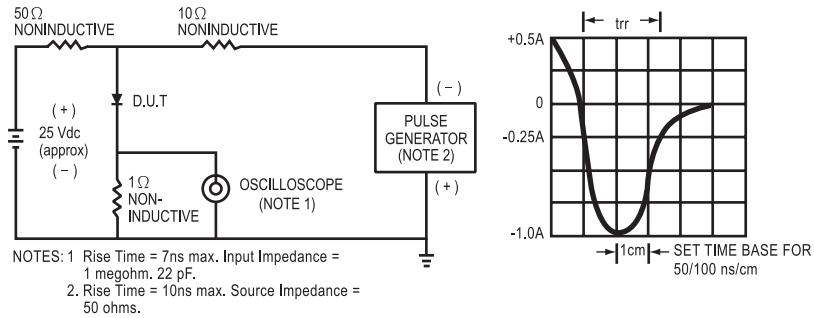 50Ω
NONINDUCTIVE
10Ω
NONINDUCTIVE
(+)
25 Vdc
(approx)
(−)
D.U.T
1Ω
NON-
INDUCTIVE
OSCILLOSCOPE
(NOTE 1)
(−)
PULSE
GENERATOR
(NOTE 2)
(+)
NOTES: 1 Rise Time = 7ns max. Input Impedance =
1 megohm. 22 pF.
2. Rise Time = 10ns max. Source Impedance =
50 ohms.
trr
+0.5A
0
-0.25A
-1.0A
1cm
SET TIME BASE FOR
50/100 ns/cm